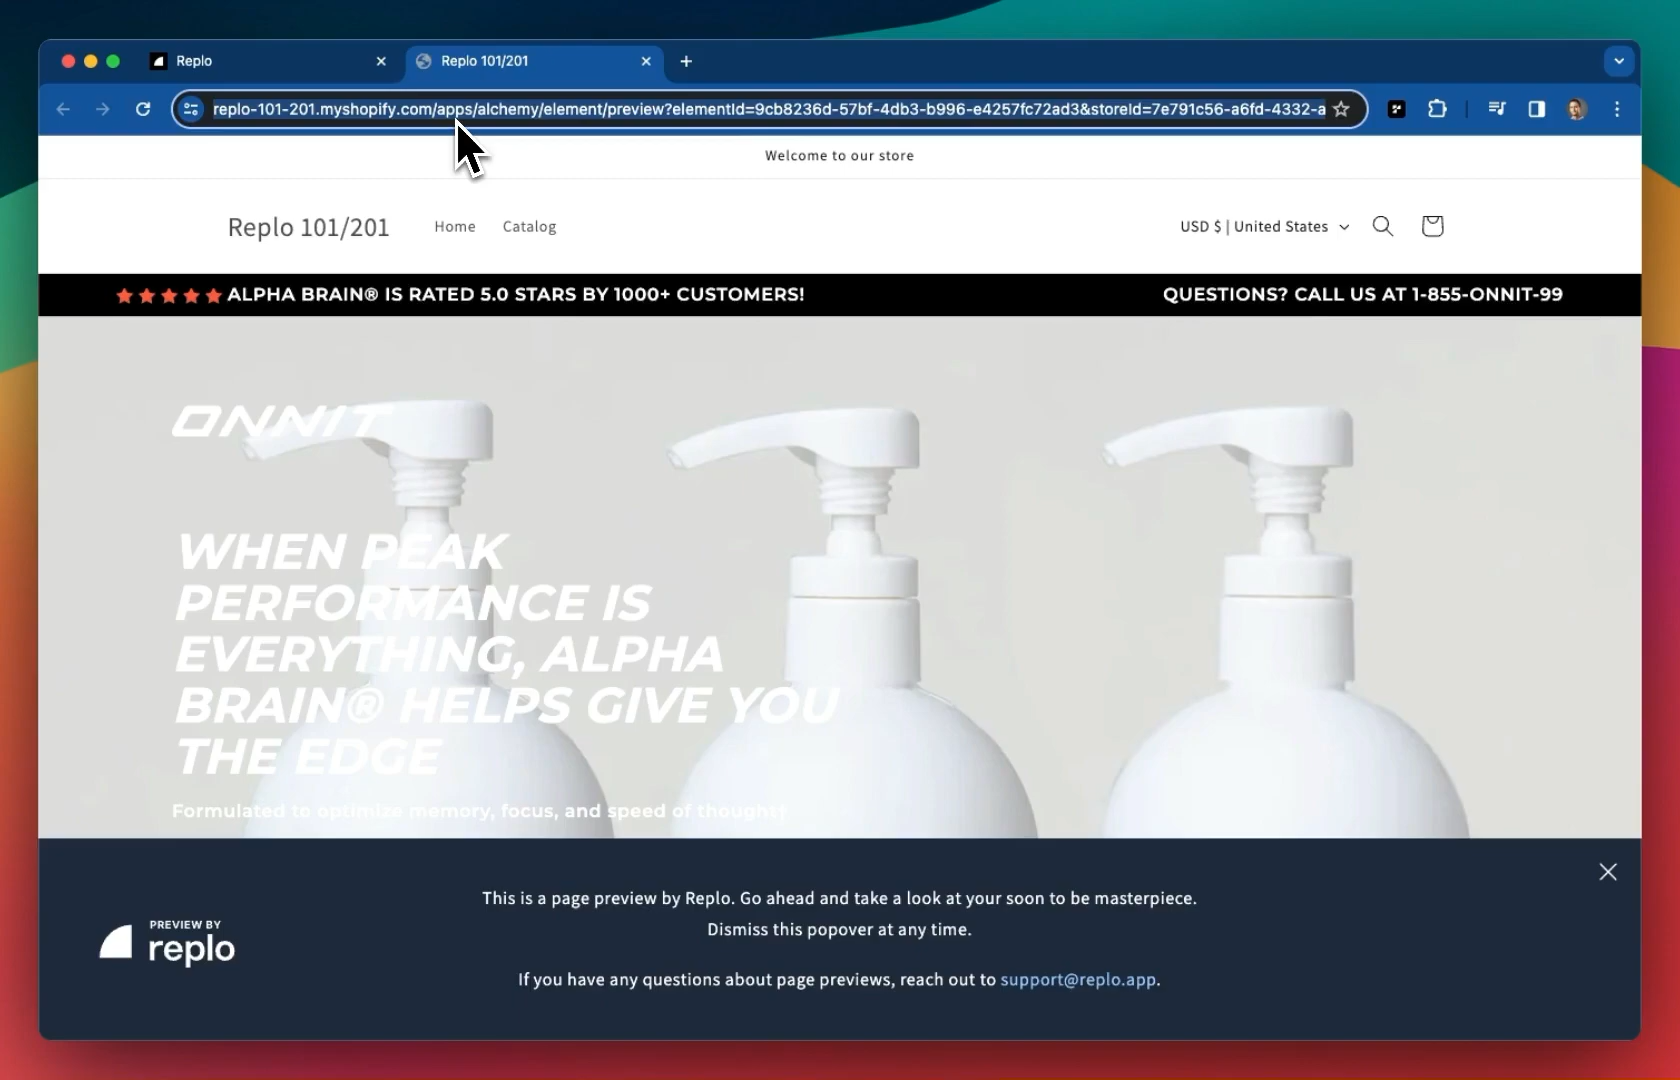 Replo
Replo 101/201
replo-101-201.myshopify.com/apps/alchemy/element/preview?elementId=9cb8236d-57bf-4db3-b996-e4257fc72ad3&storeId=7e791c56-a6fd-4332-a
Welcome to our store
Replo 101/201
Home
Catalog
USD $ | United States
ALPHA BRAIN® IS RATED 5.0 STARS BY 1000+ CUSTOMERS!
QUESTIONS? CALL US AT 1-855-ONNIT-99
ONNIT
WHEN PEAK
PERFORMANCE IS
EVERYTHING, ALPHA
BRAIN® HELPS GIVE YOU
THE EDGE
Formulated to optimize memory, focus, and speed of thought‡
This is a page preview by Replo. Go ahead and take a look at your soon to be masterpiece.
Dismiss this popover at any time.
PREVIEW BY
replo
If you have any questions about page previews, reach out to support@replo.app.